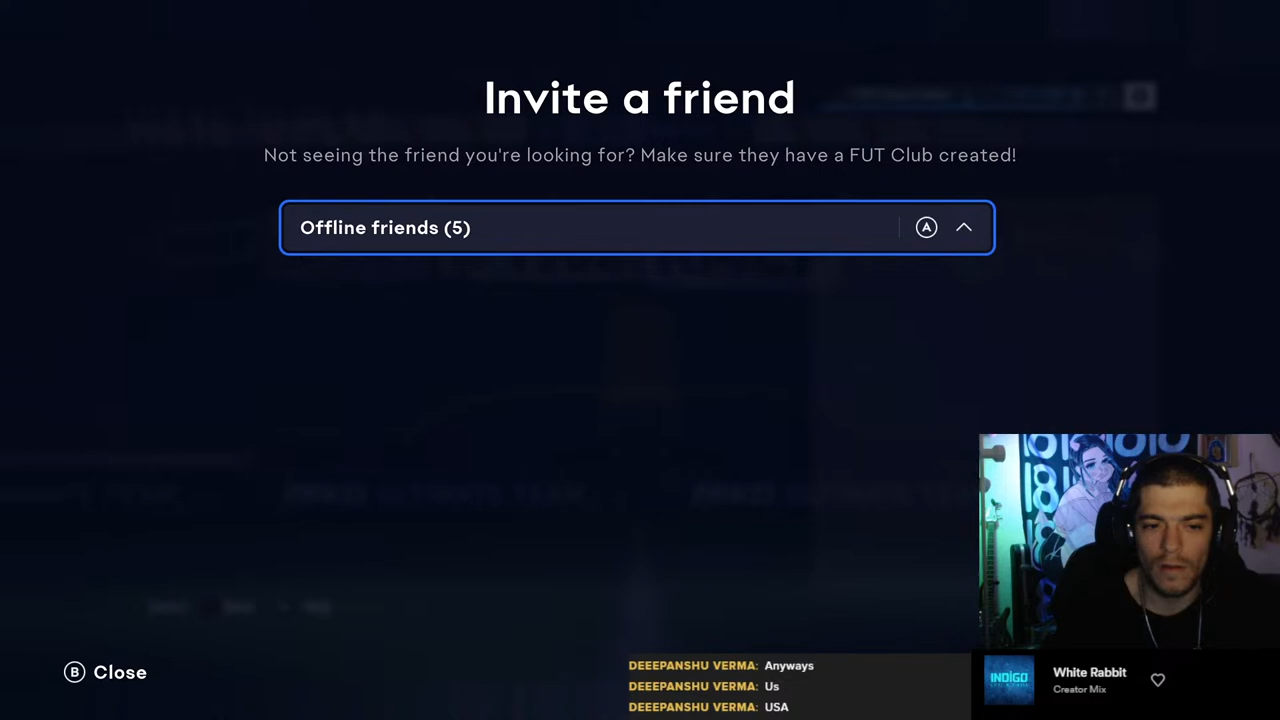 Invite a friend
Not seeing the friend you're looking for? Make sure they have a FUT Club created!
Offline friends (5)
A
B Close
DEEEPANSHU VERMA: Anyways
DEEEPANSHU VERMA: Us
DEEEPANSHU VERMA: USA
INDIGO
White Rabbit
Creator Mix